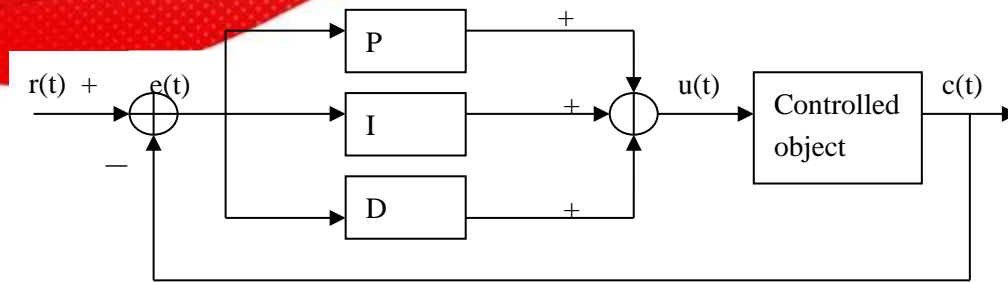 P
+
r(t) +
e(t)
I
+
u(t)
Controlled
object
c(t)
—
D
+